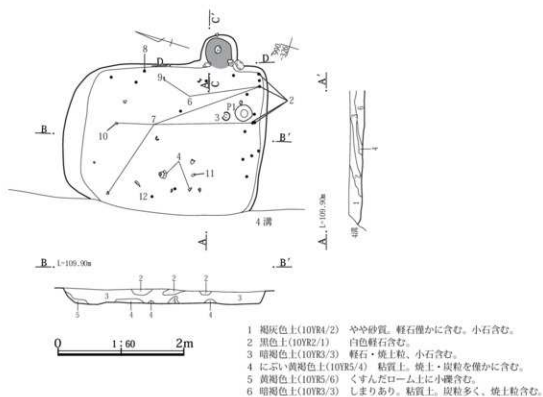 C'
8
D
D
9
A'
C
A
6
2
P1
7
3
B
B'
10
4
11
12
4溝
A
A
L=109.90m
6
4
2
1
4溝
B L=109.90m
B'
2 2 2
3 3
5 4 4 4
0 1:60 2m
1 褐灰色土(10YR4/2) やや砂質。軽石僅かに含む、小石含む。
2 黒色土(10YR2/1) 白色軽石含む。
3 暗褐色土(10YR3/3) 軽石・焼土粒、小石含む。
4 にぶい黄褐色土(10YR5/4) 粘質土。焼土・炭粒を僅かに含む。
5 黄褐色土(10YR5/6) くすんだローム土に小礫含む。
6 暗褐色土(10YR3/3) しまりあり。粘質土。炭粒多く、焼土粒含む。